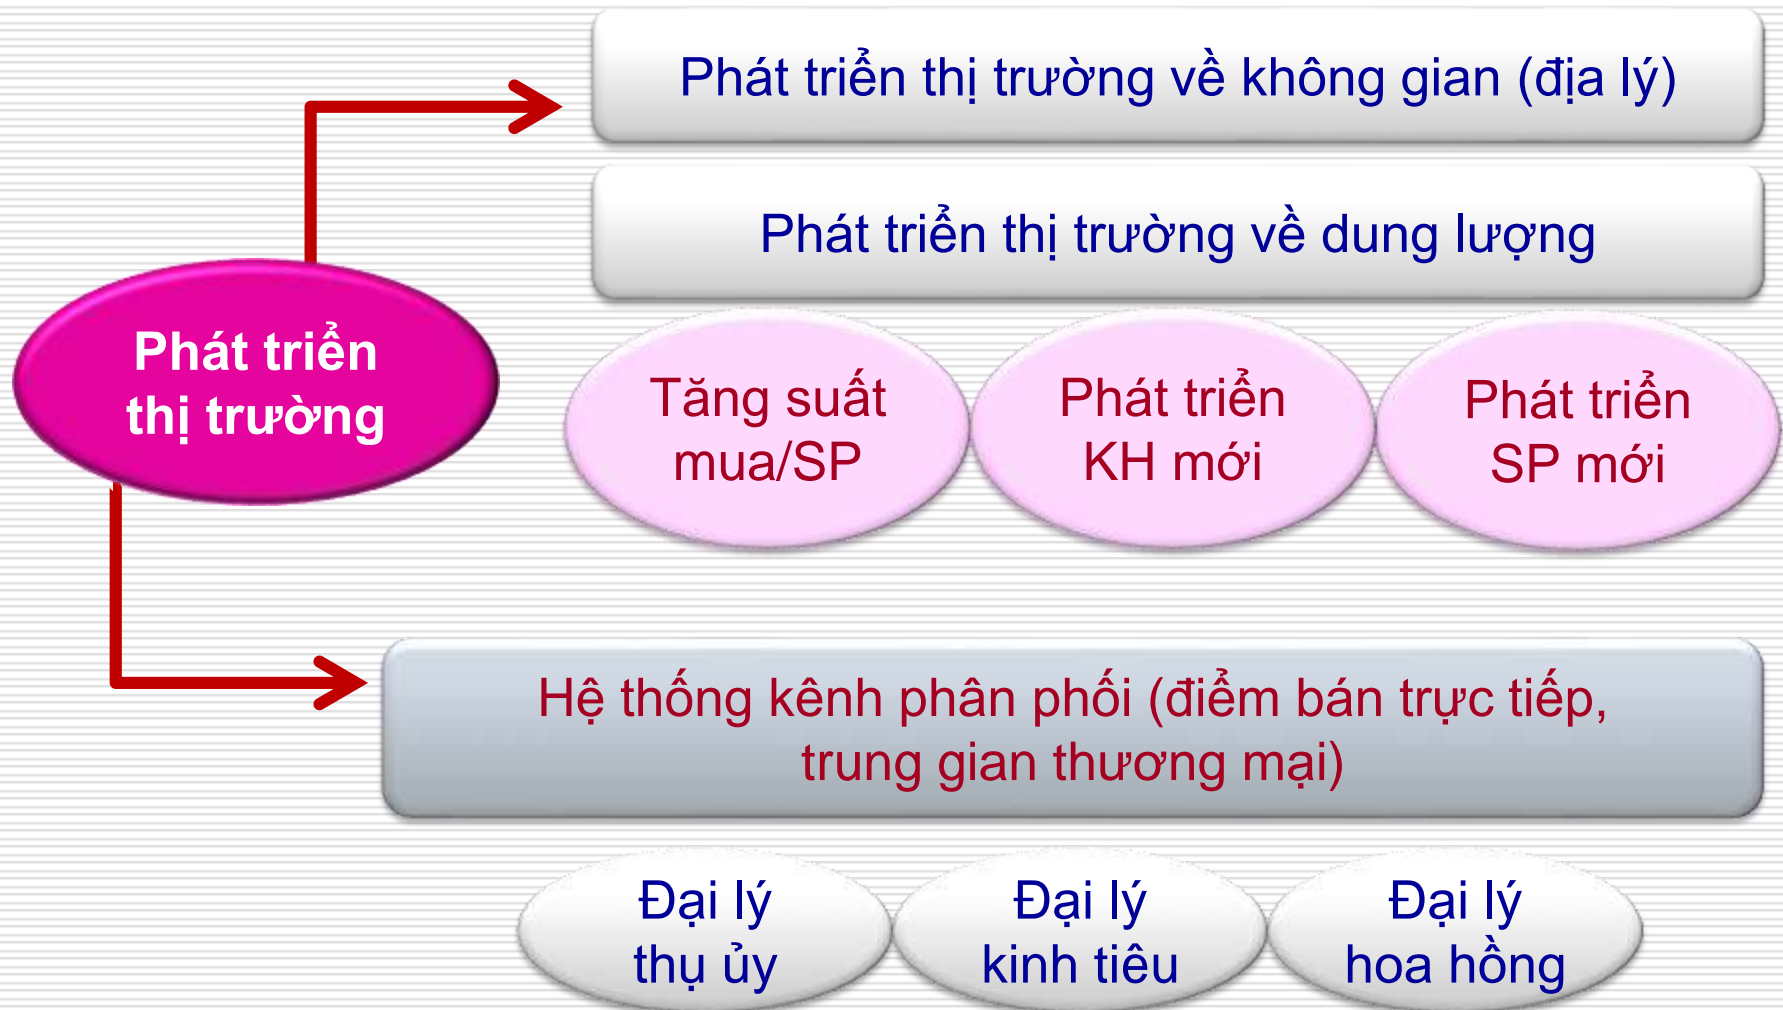 Phát triển thị trường về không gian (địa lý)
Phát triển thị trường về dung lượng
Phát triển
thị trường
Tăng suất
mua/SP
Phát triển
KH mới
Phát triển
SP mới
Hệ thống kênh phân phối (điểm bán trực tiếp,
trung gian thương mại)
Đại lý
thụ ủy
Đại lý
kinh tiêu
Đại lý
hoa hồng